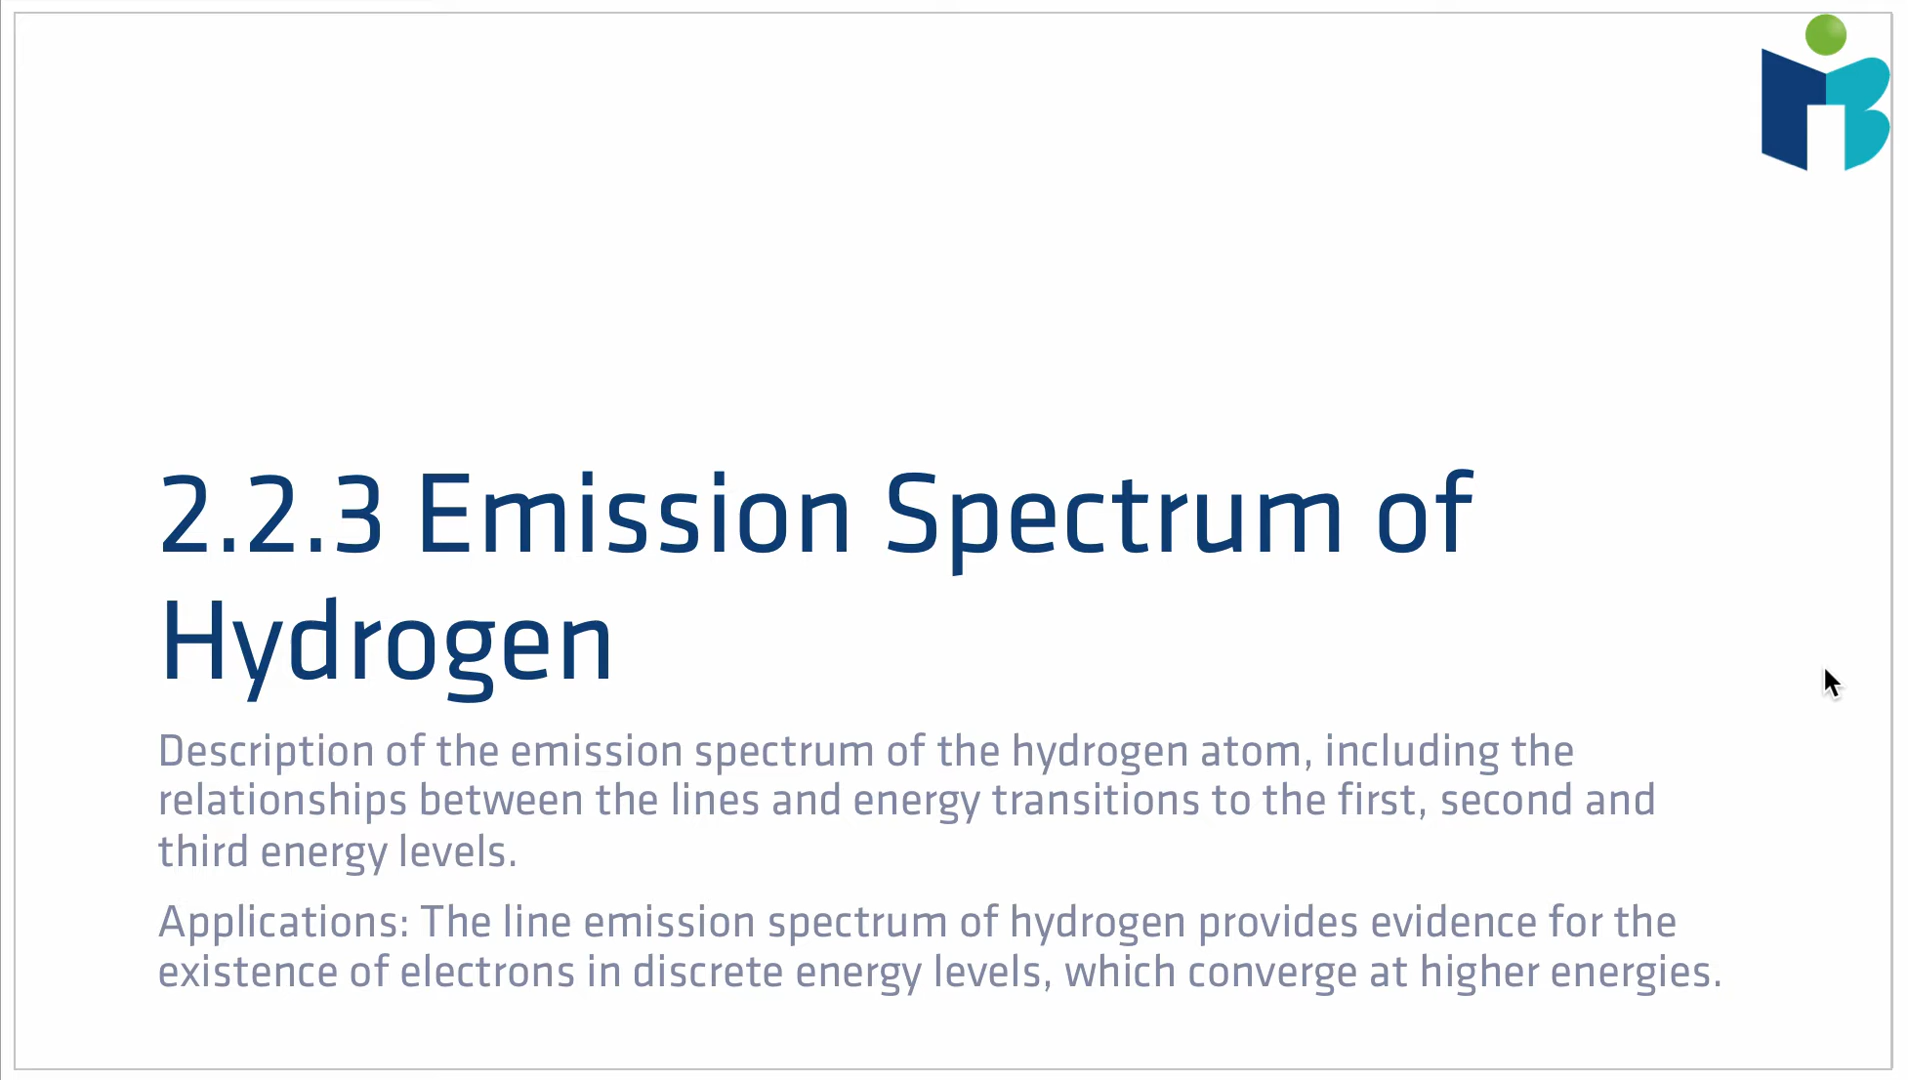 2.2.3 Emission Spectrum of
Hydrogen
Description of the emission spectrum of the hydrogen atom, including the
relationships between the lines and energy transitions to the first, second and
third energy levels.
Applications: The line emission spectrum of hydrogen provides evidence for the
existence of electrons in discrete energy levels, which converge at higher energies.